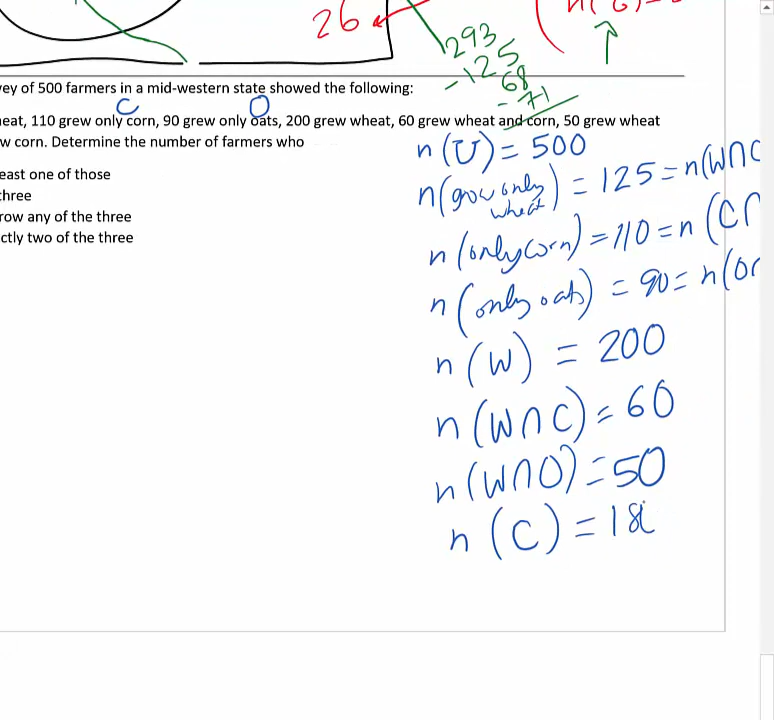 26
293
-125
68
-71
ey of 500 farmers in a mid-western state showed the following:
C O
eat, 110 grew only corn, 90 grew only oats, 200 grew wheat, 60 grew wheat and corn, 50 grew wheat
w corn. Determine the number of farmers who
n(U) = 500
east one of those
n(grow only wheat) = 125 = n(W∩C
hree
row any of the three
n(only corn) = 110 = n(C∩
ctly two of the three
n(only oats) = 90 = n(O∩
n(W) = 200
n(W∩C) = 60
n(W∩O) = 50
n(C) = 18